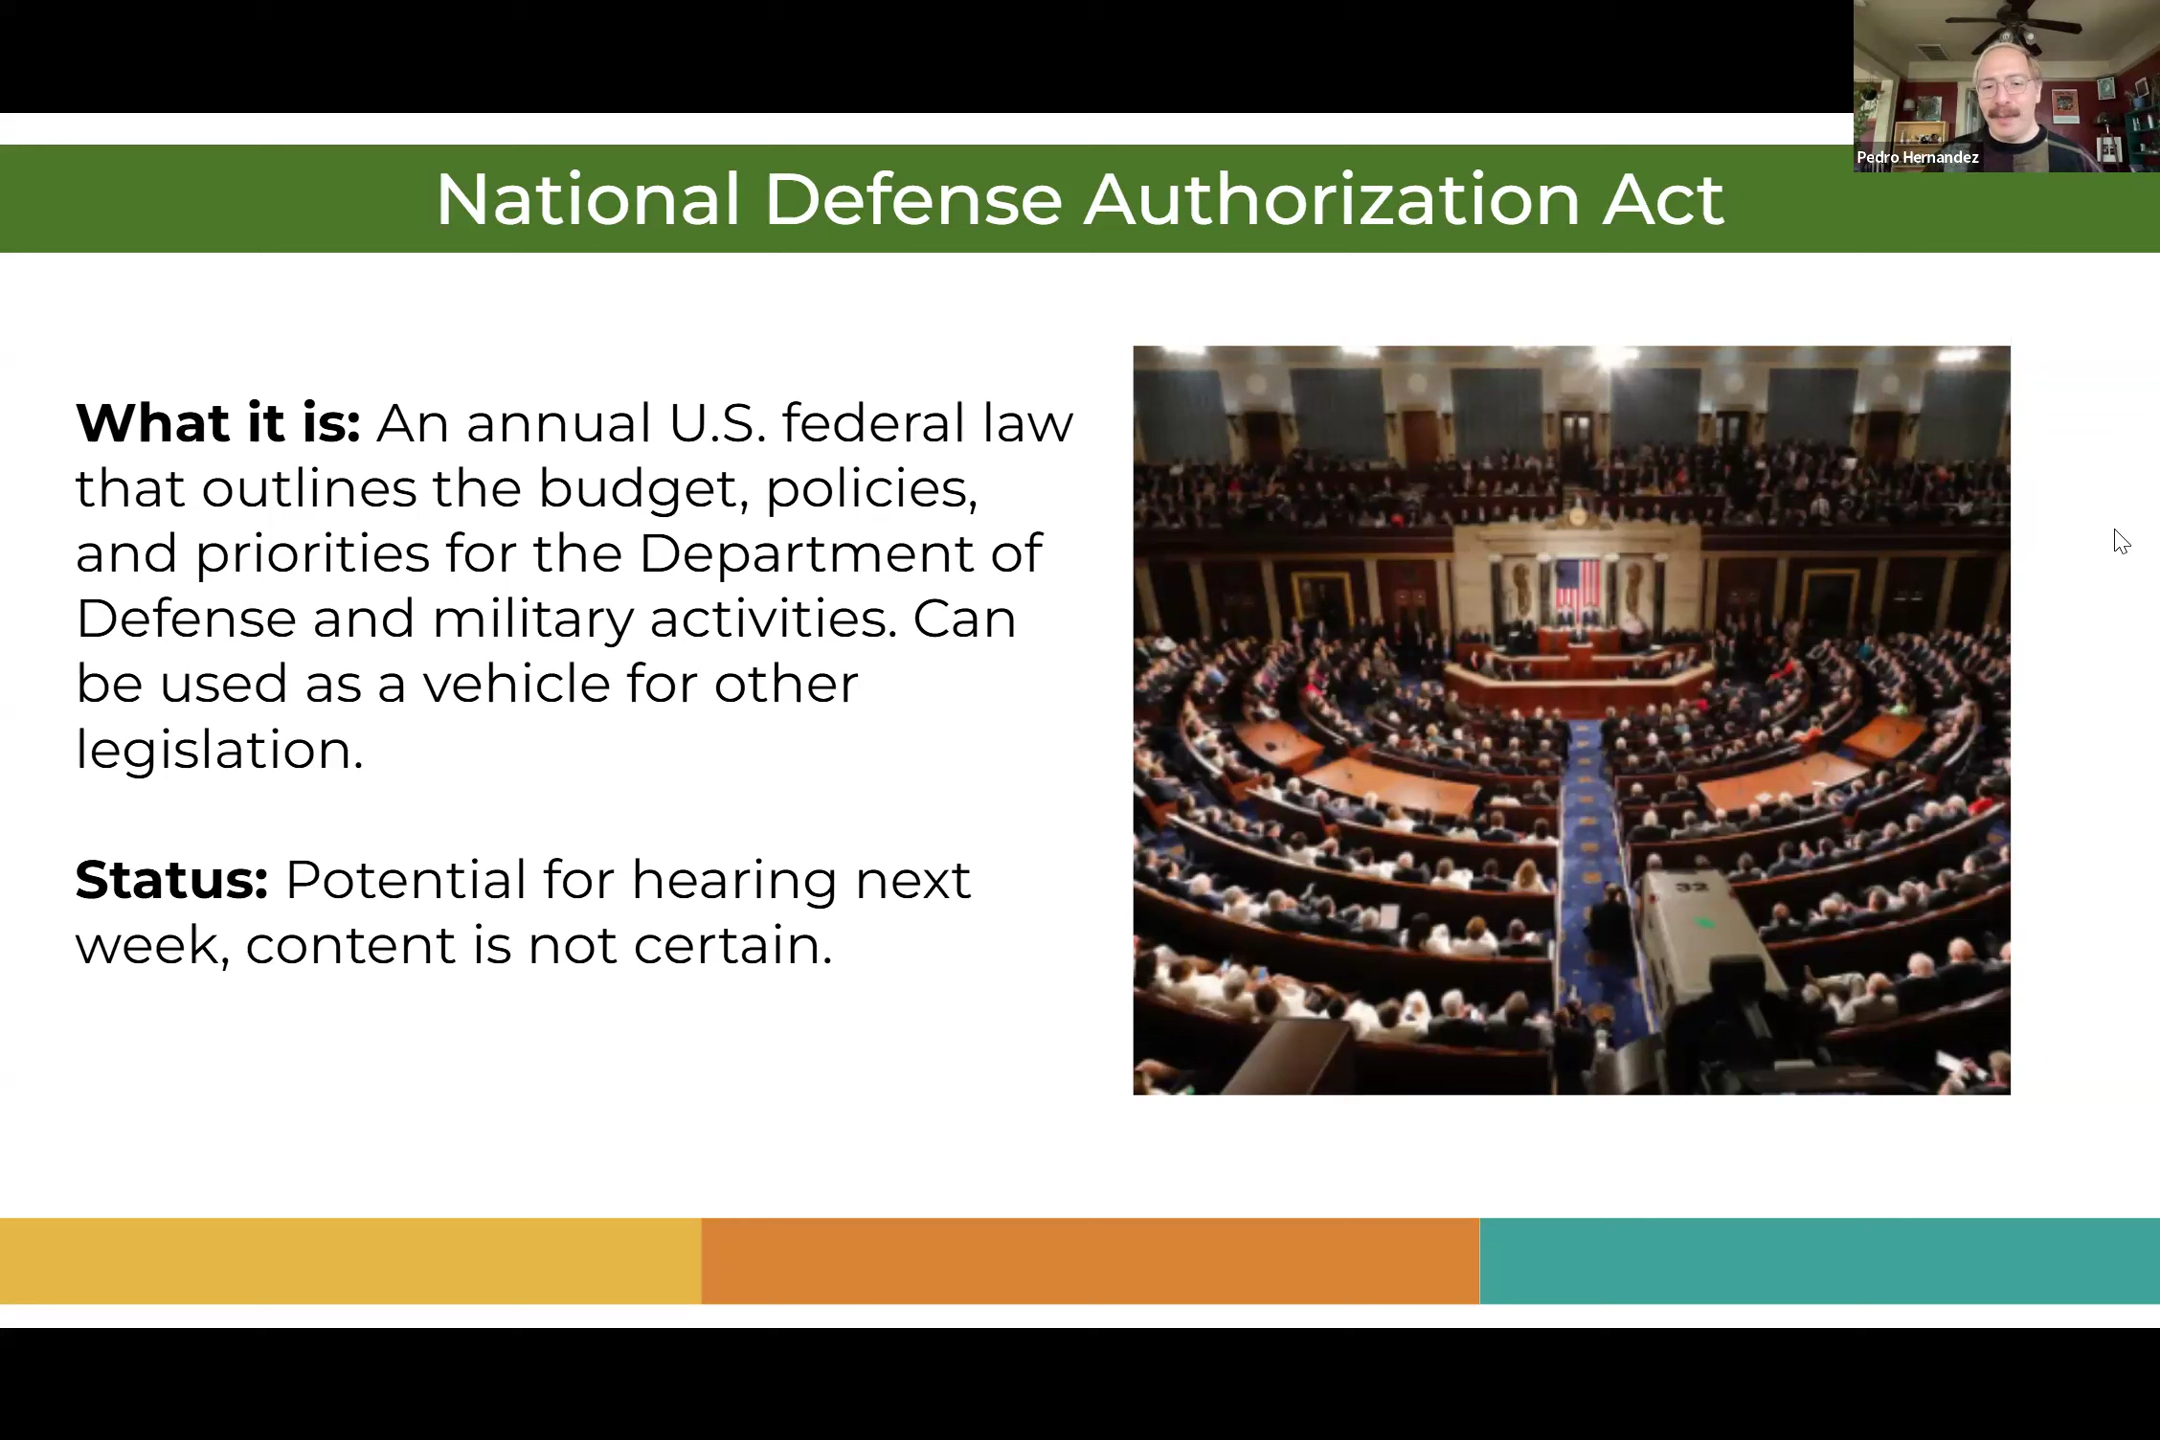 Pedro Hernandez
National Defense Authorization Act
What it is: An annual U.S. federal law
that outlines the budget, policies,
and priorities for the Department of
Defense and military activities. Can
be used as a vehicle for other
legislation.
Status: Potential for hearing next
week, content is not certain.
32